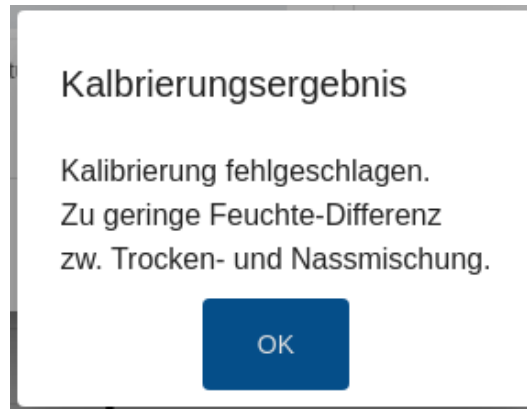 Kalbrierungsergebnis
Kalibrierung fehlgeschlagen.
Zu geringe Feuchte-Differenz
zw. Trocken- und Nassmischung.
OK